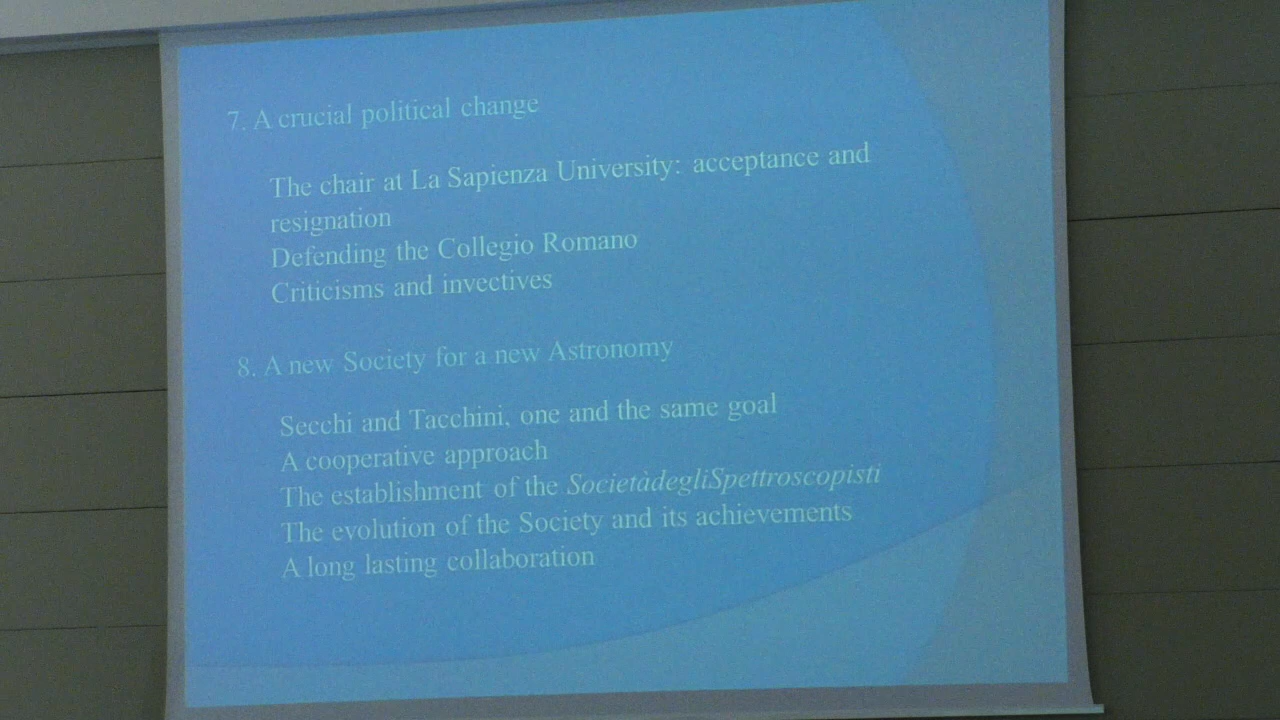 7. A crucial political change
The chair at La Sapienza University: acceptance and
resignation
Defending the Collegio Romano
Criticisms and invectives
8. A new Society for a new Astronomy
Secchi and Tacchini, one and the same goal
A cooperative approach
The establishment of the SocietàdegliSpettroscopisti
The evolution of the Society and its achievements
A long lasting collaboration